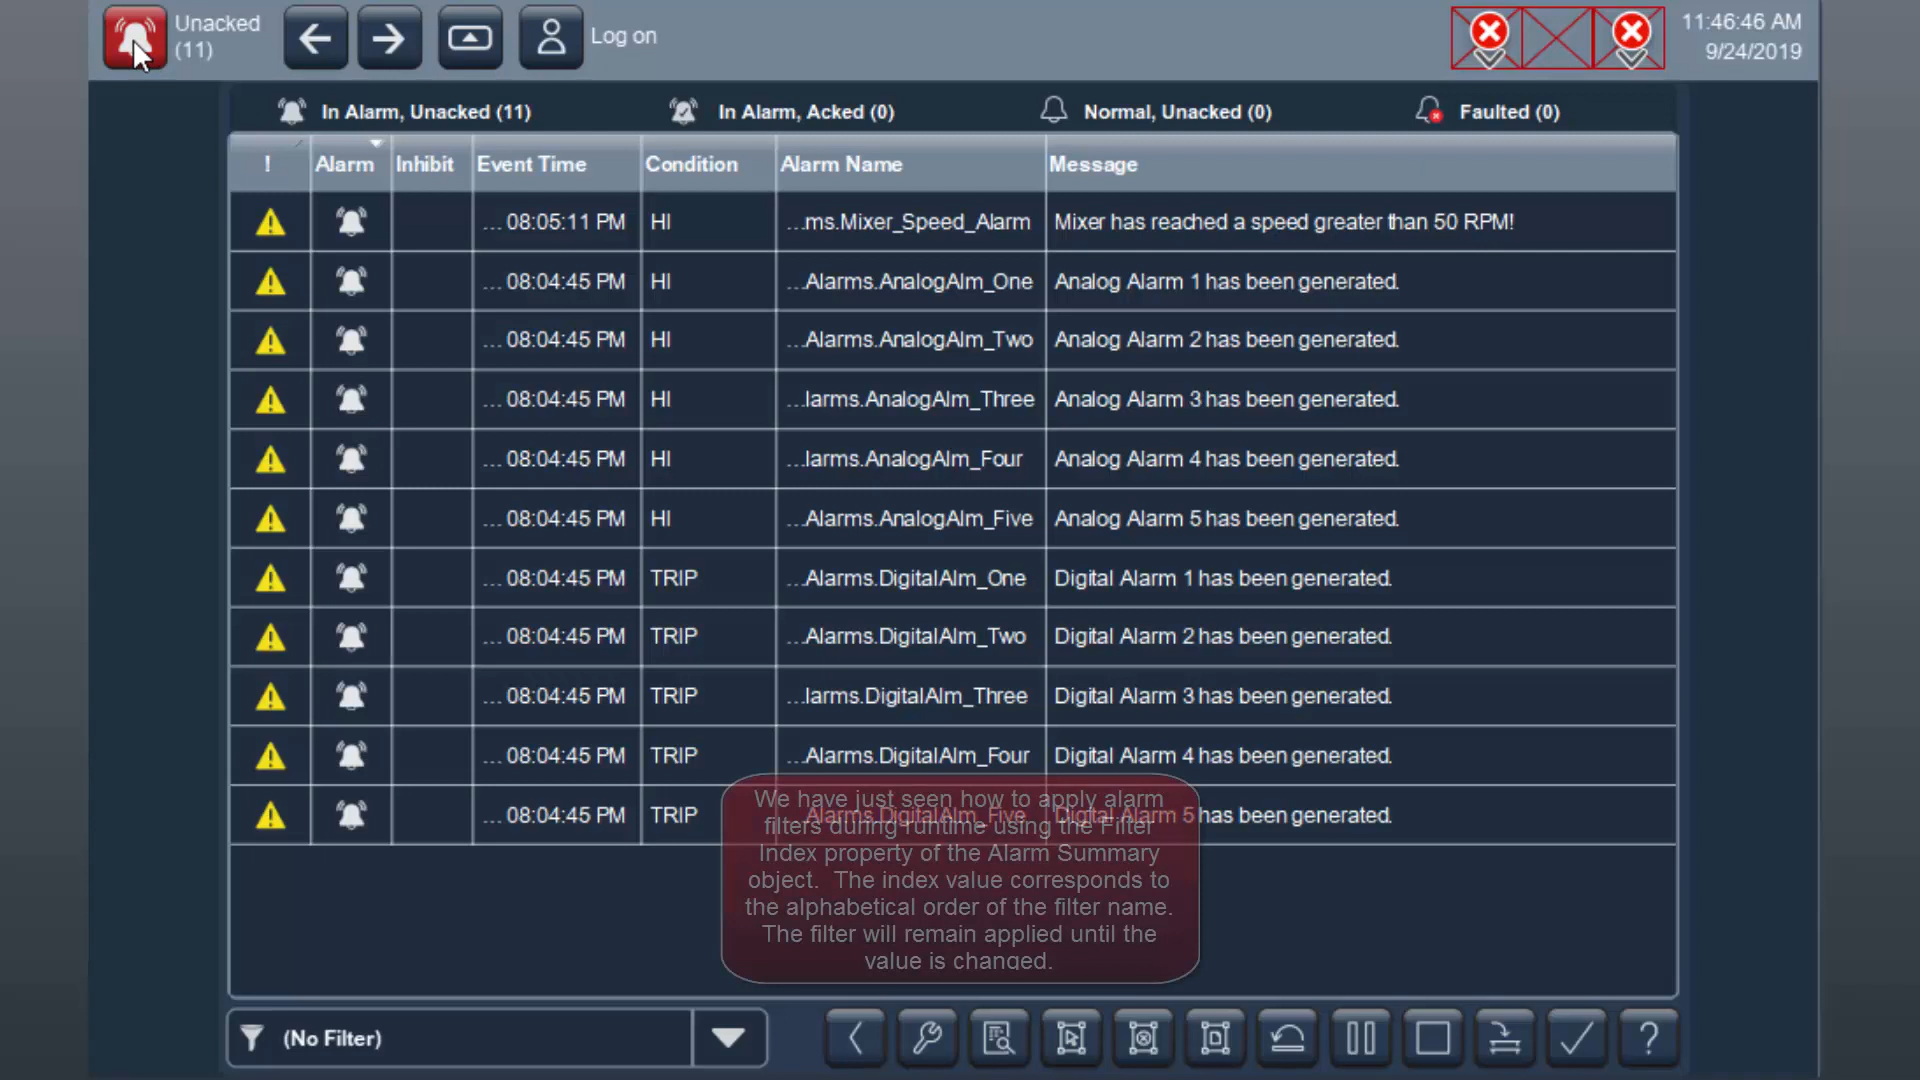 Unacked
(11)
Log on
11:46:46 AM
9/24/2019
In Alarm, Unacked (11) In Alarm, Acked (0) Normal, Unacked (0) Faulted (0)
! Alarm Inhibit Event Time Condition Alarm Name Message
... 08:05:11 PM HI ...ms.Mixer_Speed_Alarm Mixer has reached a speed greater than 50 RPM!
... 08:04:45 PM HI ...Alarms.AnalogAlm_One Analog Alarm 1 has been generated.
... 08:04:45 PM HI ...Alarms.AnalogAlm_Two Analog Alarm 2 has been generated.
... 08:04:45 PM HI ...larms.AnalogAlm_Three Analog Alarm 3 has been generated.
... 08:04:45 PM HI ...larms.AnalogAlm_Four Analog Alarm 4 has been generated.
... 08:04:45 PM HI ...Alarms.AnalogAlm_Five Analog Alarm 5 has been generated.
... 08:04:45 PM TRIP ...Alarms.DigitalAlm_One Digital Alarm 1 has been generated.
... 08:04:45 PM TRIP ...Alarms.DigitalAlm_Two Digital Alarm 2 has been generated.
... 08:04:45 PM TRIP ...larms.DigitalAlm_Three Digital Alarm 3 has been generated.
... 08:04:45 PM TRIP ...Alarms.DigitalAlm_Four Digital Alarm 4 has been generated.
... 08:04:45 PM TRIP Alarms.DigitalAlm_Five Digital Alarm 5 has been generated.
We have just seen how to apply alarm
filters during runtime using the Filter
Index property of the Alarm Summary
object. The index value corresponds to
the alphabetical order of the filter name.
The filter will remain applied until the
value is changed.
(No Filter)
?